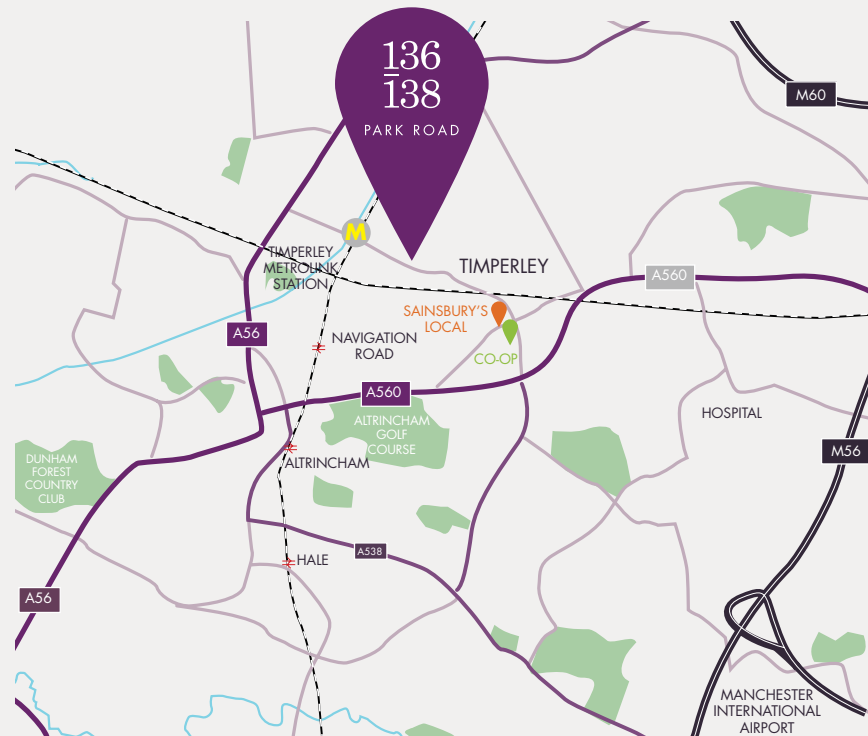 136
138
PARK ROAD
M60
M
TIMPERLEY
METROLINK
STATION
TIMPERLEY
A560
SAINSBURY'S
LOCAL
A56
NAVIGATION
ROAD
CO-OP
A560
ALTRINCHAM
GOLF
COURSE
HOSPITAL
M56
DUNHAM
FOREST
COUNTRY
CLUB
ALTRINCHAM
A538
HALE
A56
MANCHESTER
INTERNATIONAL
AIRPORT